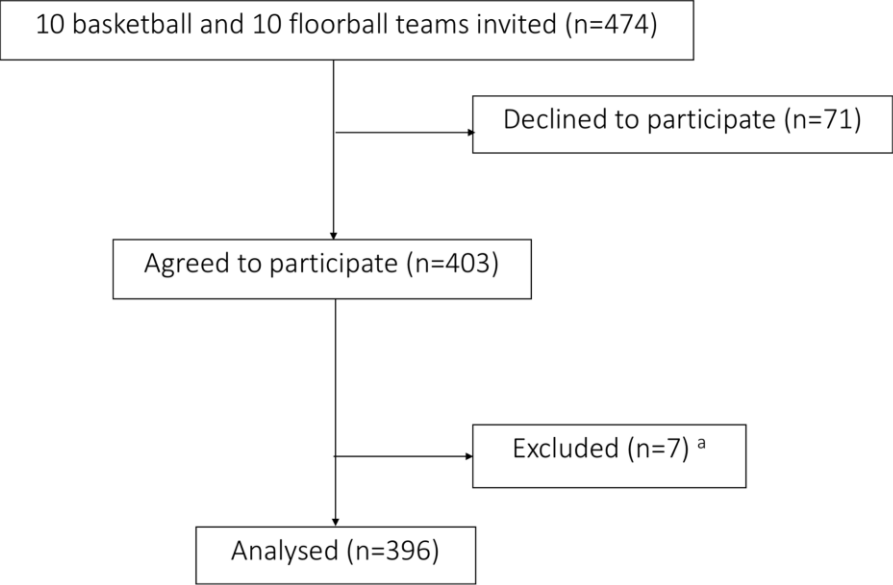 10 basketball and 10 floorball teams invited (n=474)
Declined to participate (n=71)
Agreed to participate (n=403)
Excluded (n=7) a
Analysed (n=396)